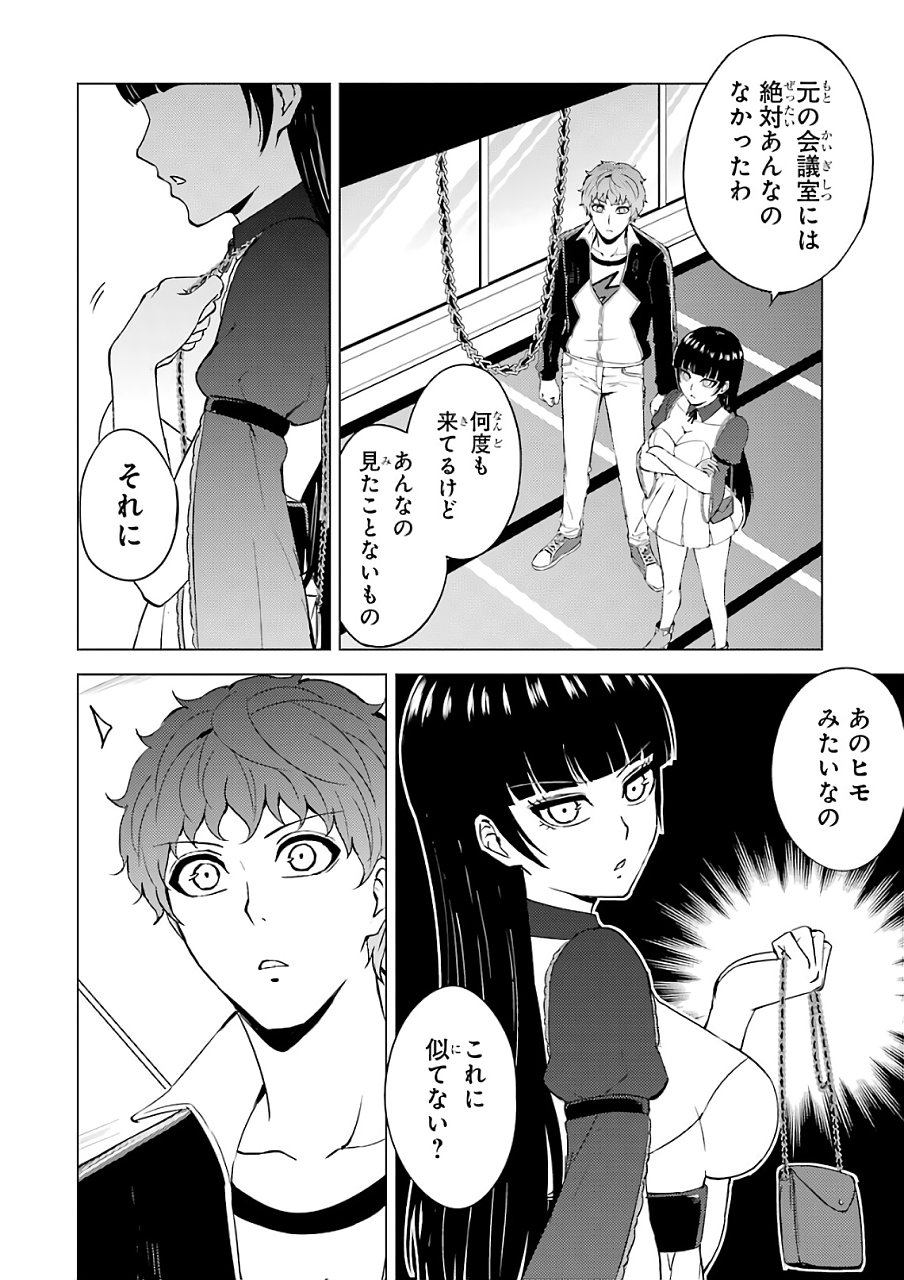 元の会議室には
絶対あんなの
なかったわ
何度も
来てるけど
あんなの
見たことないもの
それに
あのヒモ
みたいなの
これに
似てない?